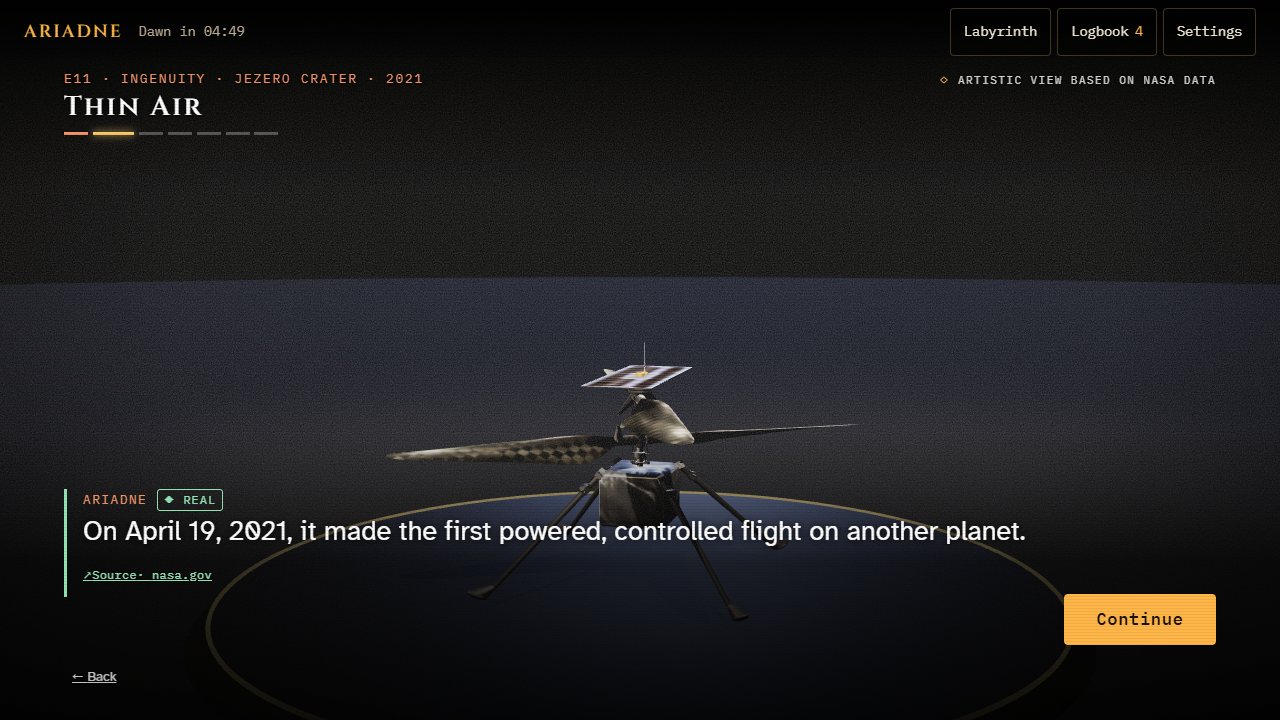 ARIADNE Dawn in 04:49 Labyrinth Logbook 4 Settings
E11 · INGENUITY · JEZERO CRATER · 2021
◇ ARTISTIC VIEW BASED ON NASA DATA
Thin Air
ARIADNE ◆ REAL
On April 19, 2021, it made the first powered, controlled flight on another planet.
↗Source· nasa.gov
Continue
← Back